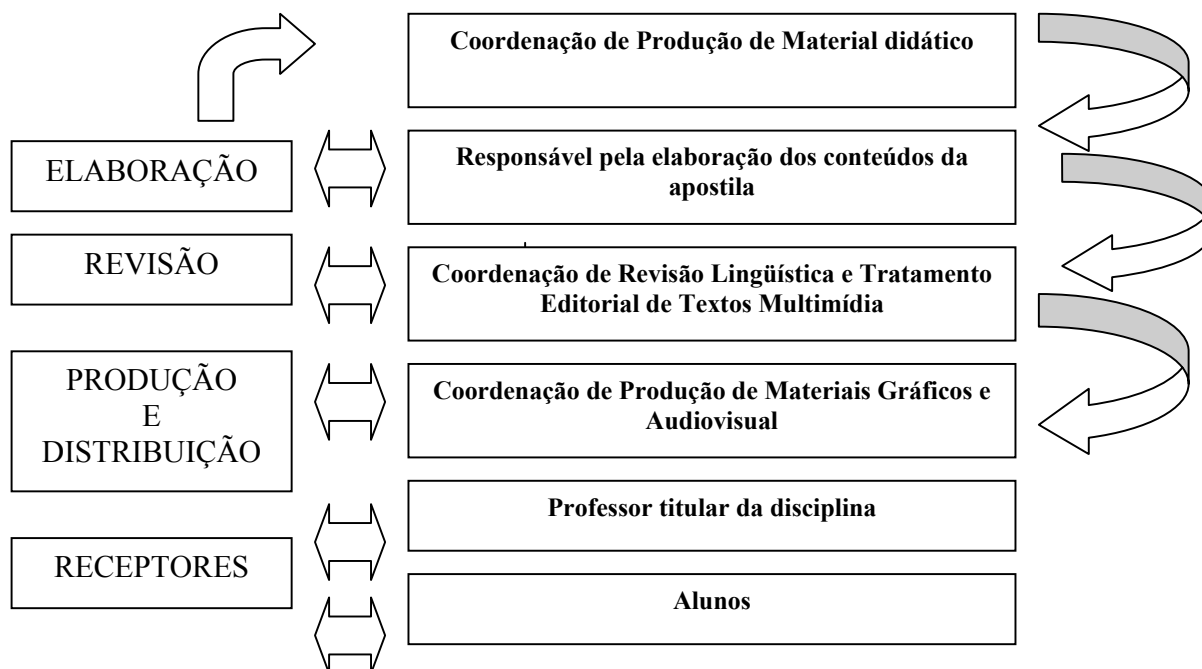 Coordenação de Produção de Material didático
ELABORAÇÃO
Responsável pela elaboração dos conteúdos da
apostila
REVISÃO
Coordenação de Revisão Lingüística e Tratamento
Editorial de Textos Multimídia
PRODUÇÃO
E
DISTRIBUIÇÃO
Coordenação de Produção de Materiais Gráficos e
Audiovisual
Professor titular da disciplina
RECEPTORES
Alunos